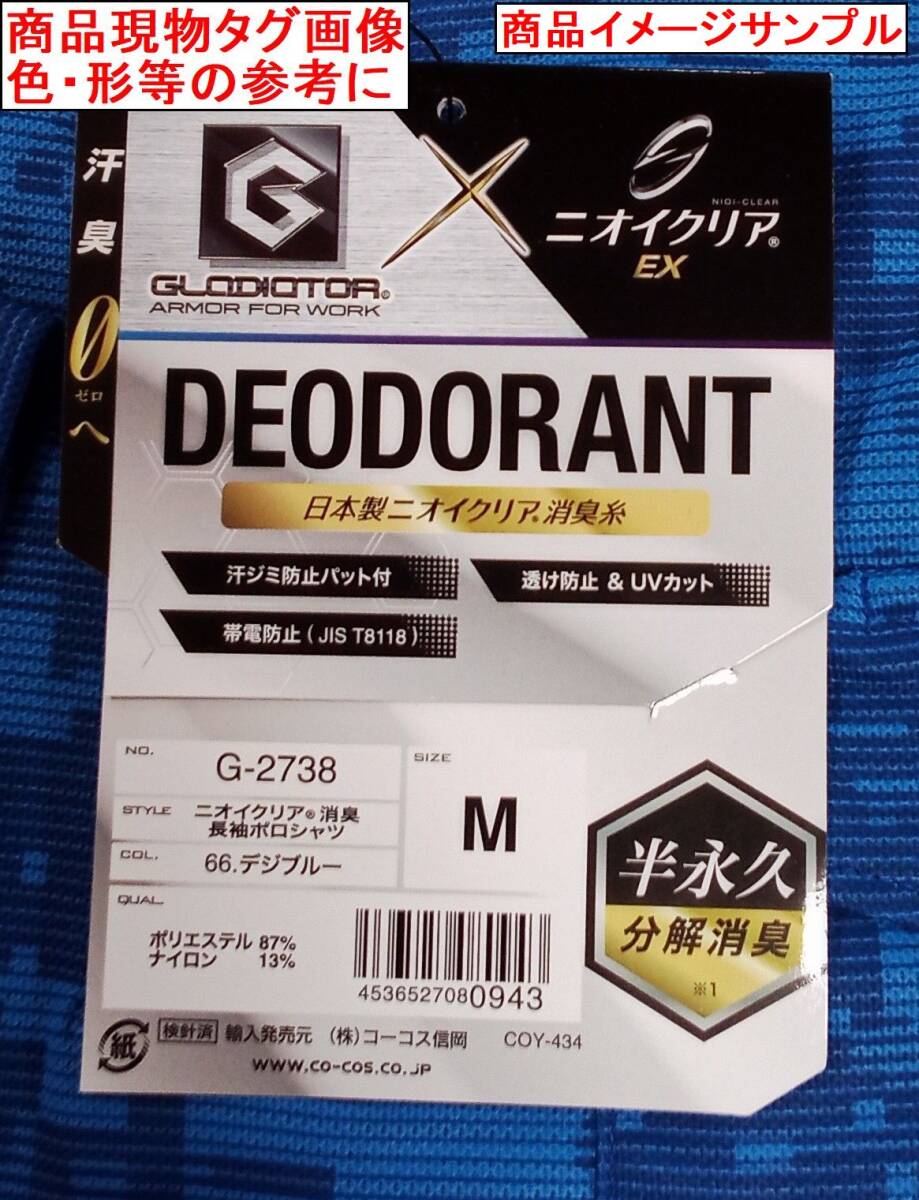 商品現物タグ画像
色・形等の参考に
商品イメージサンプル
汗臭0へ
ゼロ
G
GLADIATOR®
ARMOR FOR WORK
×
NIOI-CLEAR
ニオイクリア®
EX
DEODORANT
日本製ニオイクリア®消臭糸
汗ジミ防止パット付
透け防止 & UVカット
帯電防止 ( JIS T8118 )
NO.
G-2738
SIZE
M
STYLE
ニオイクリア®消臭
長袖ポロシャツ
COL.
66.デジブルー
QUAL.
ポリエステル 87%
ナイロン 13%
4536527080943
半永久
分解消臭
※1
紙
検針済 輸入発売元 (株)コーコス信岡 COY-434
www.co-cos.co.jp